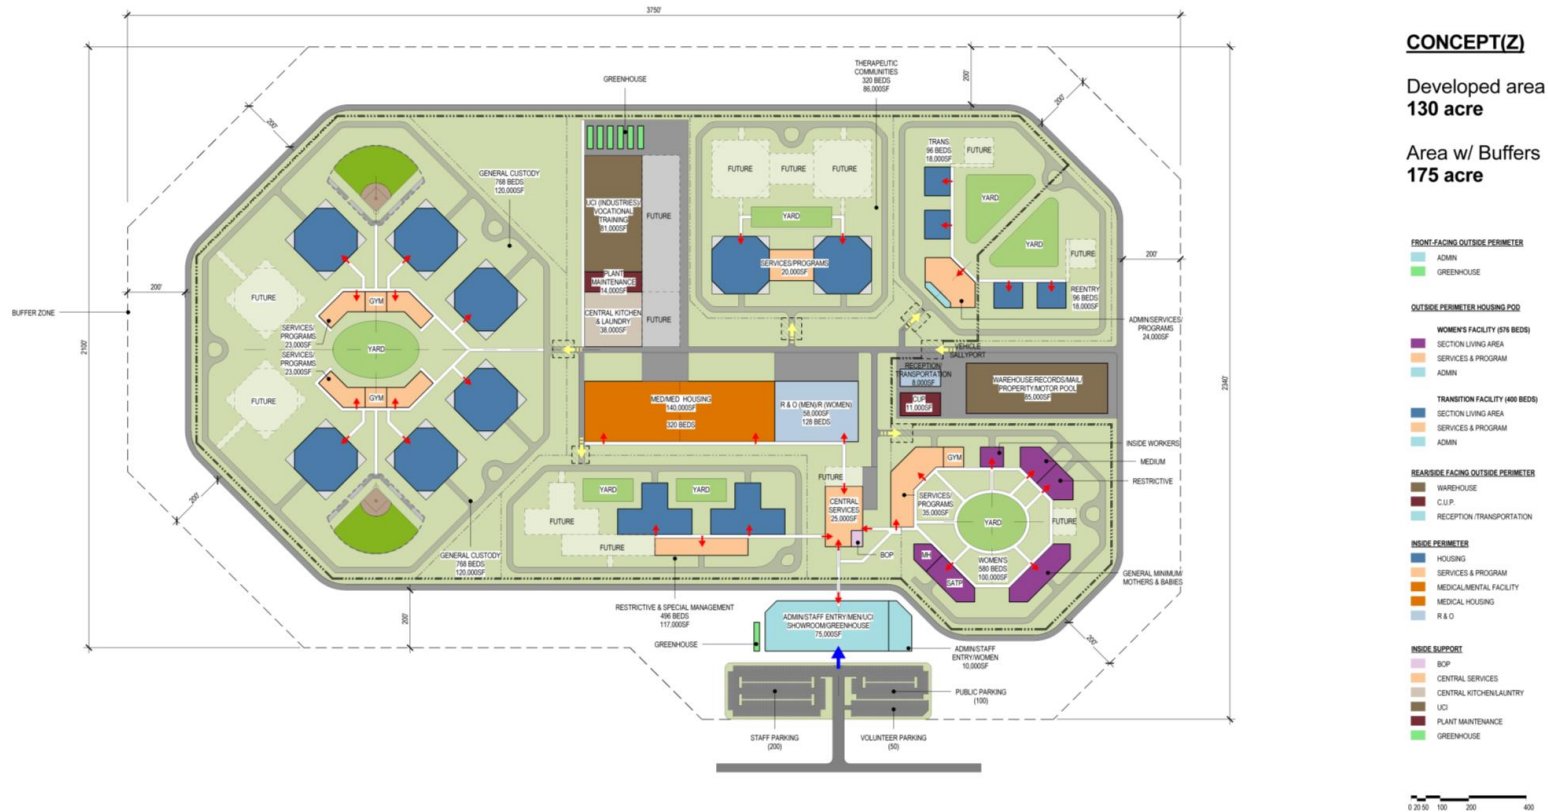 3750'
CONCEPT(Z)
Developed area
130 acre
Area w/ Buffers
175 acre
200'
200'
200'
200'
2100'
2340'
BUFFER ZONE
200'
200'
200'
200'
200'
GREENHOUSE
THERAPEUTIC
COMMUNITIES
320 BEDS
86,000SF
GENERAL CUSTODY
768 BEDS
120,000SF
FUTURE
FUTURE
SERVICES/
PROGRAMS
23,000SF
SERVICES/
PROGRAMS
23,000SF
GYM
YARD
GYM
GENERAL CUSTODY
768 BEDS
120,000SF
UCI (INDUSTRIES)/
VOCATIONAL
TRAINING
81,000SF
FUTURE
PLANT
MAINTENANCE
14,000SF
CENTRAL KITCHEN
& LAUNDRY
38,000SF
FUTURE
FUTURE
FUTURE
FUTURE
YARD
SERVICES/PROGRAMS
20,000SF
TRANS
96 BEDS
18,000SF
FUTURE
YARD
YARD
FUTURE
REENTRY
96 BEDS
18,000SF
ADMIN/SERVICES/
PROGRAMS
24,000SF
VEHICLE
SALLYPORT
RECEPTION/
TRANSPORTATION
8,000SF
CUP
11,000SF
WAREHOUSE/RECORDS/MAIL/
PROPERITY/MOTOR POOL
85,000SF
MED/MED HOUSING
140,000SF
320 BEDS
R & O (MEN)/R (WOMEN)
58,000SF
128 BEDS
YARD
YARD
FUTURE
FUTURE
RESTRICTIVE & SPECIAL MANAGEMENT
496 BEDS
117,000SF
FUTURE
CENTRAL
SERVICES
25,000SF
BOP
GYM
SERVICES/
PROGRAMS
35,000SF
INSIDE WORKERS
MEDIUM
RESTRICTIVE
YARD
FUTURE
MH
SATP
WOMEN'S
580 BEDS
100,000SF
GENERAL MINIMUM/
MOTHERS & BABIES
ADMIN/STAFF ENTRY/MEN/UCI
SHOWROOM/GREENHOUSE
75,000SF
GREENHOUSE
ADMIN/STAFF
ENTRY/WOMEN
10,000SF
PUBLIC PARKING
(100)
STAFF PARKING
(200)
VOLUNTEER PARKING
(50)
FRONT-FACING OUTSIDE PERIMETER
ADMIN
GREENHOUSE
OUTSIDE PERIMETER HOUSING POD
WOMEN'S FACILITY (576 BEDS)
SECTION LIVING AREA
SERVICES & PROGRAM
ADMIN
TRANSITION FACILITY (400 BEDS)
SECTION LIVING AREA
SERVICES & PROGRAM
ADMIN
REAR/SIDE FACING OUTSIDE PERIMETER
WAREHOUSE
C.U.P.
RECEPTION /TRANSPORTATION
INSIDE PERIMETER
HOUSING
SERVICES & PROGRAM
MEDICAL/MENTAL FACILITY
MEDICAL HOUSING
R & O
INSIDE SUPPORT
BOP
CENTRAL SERVICES
CENTRAL KITCHEN/LAUNTRY
UCI
PLANT MAINTENANCE
GREENHOUSE
0 20 50 100 200 400